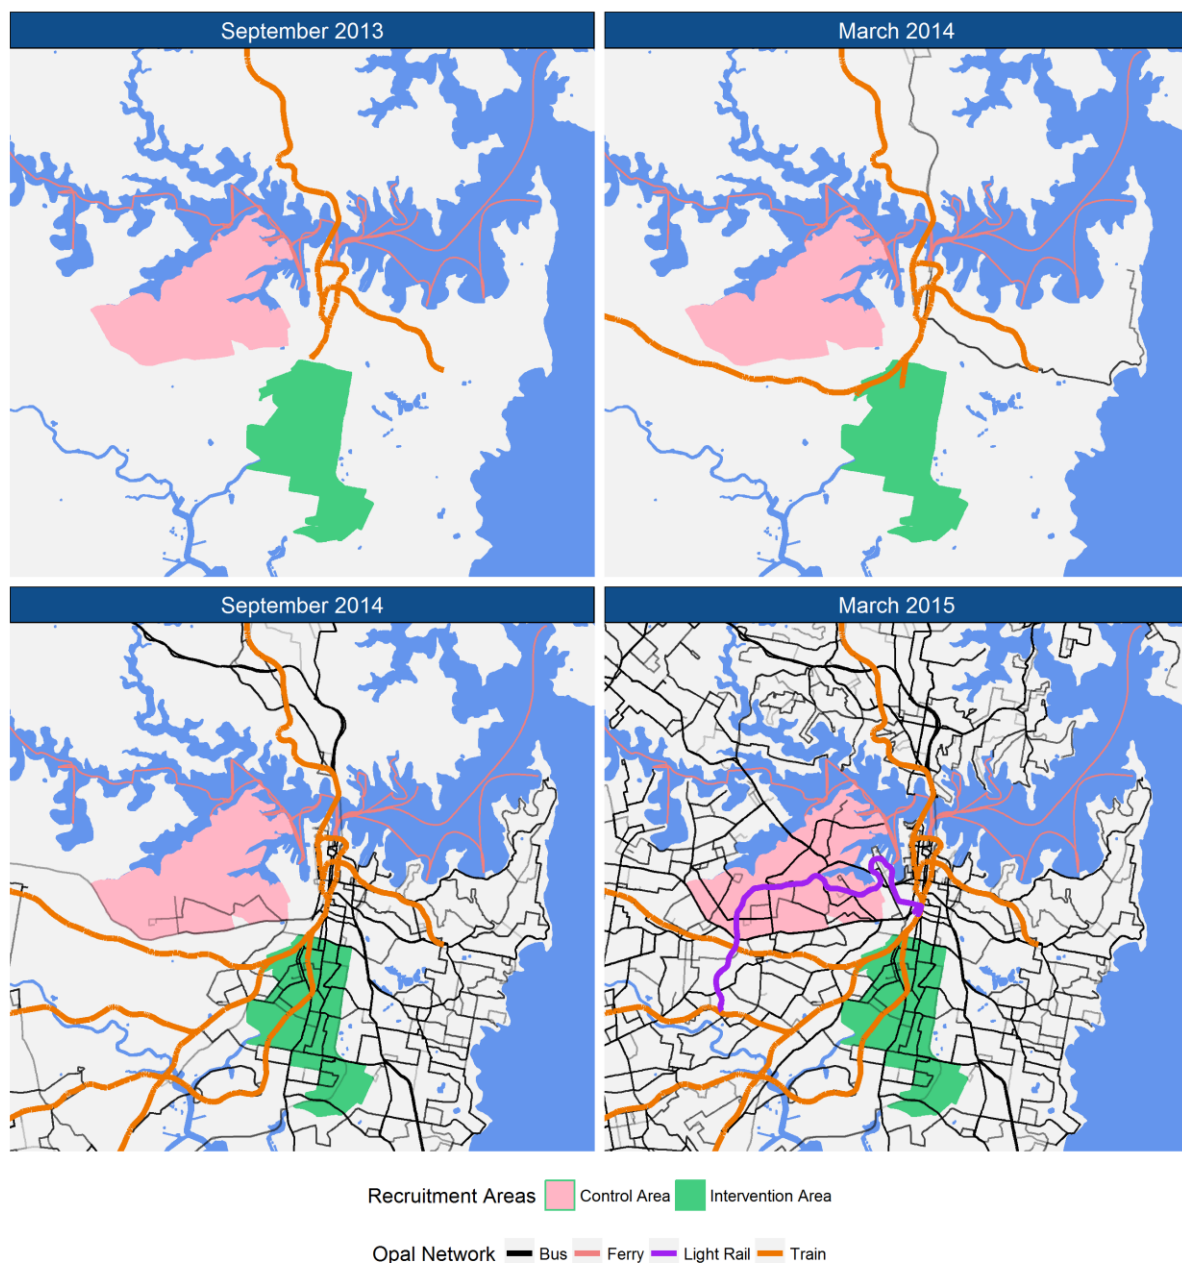 September 2013
March 2014
September 2014
March 2015
Recruitment Areas Control Area Intervention Area
Opal Network Bus Ferry Light Rail Train